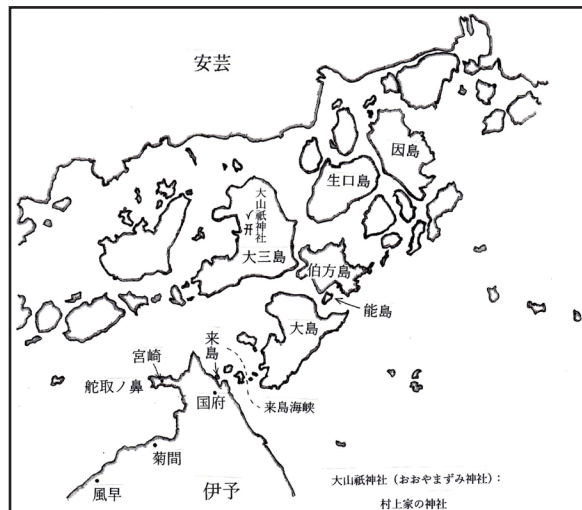 安芸
因島
生口島
大山祇神社
大三島
伯方島
能島
大島
来島
宮崎
舵取ノ鼻
国府
来島海峡
菊間
風早
伊予
大山祇神社（おおやまずみ神社）：
村上家の神社